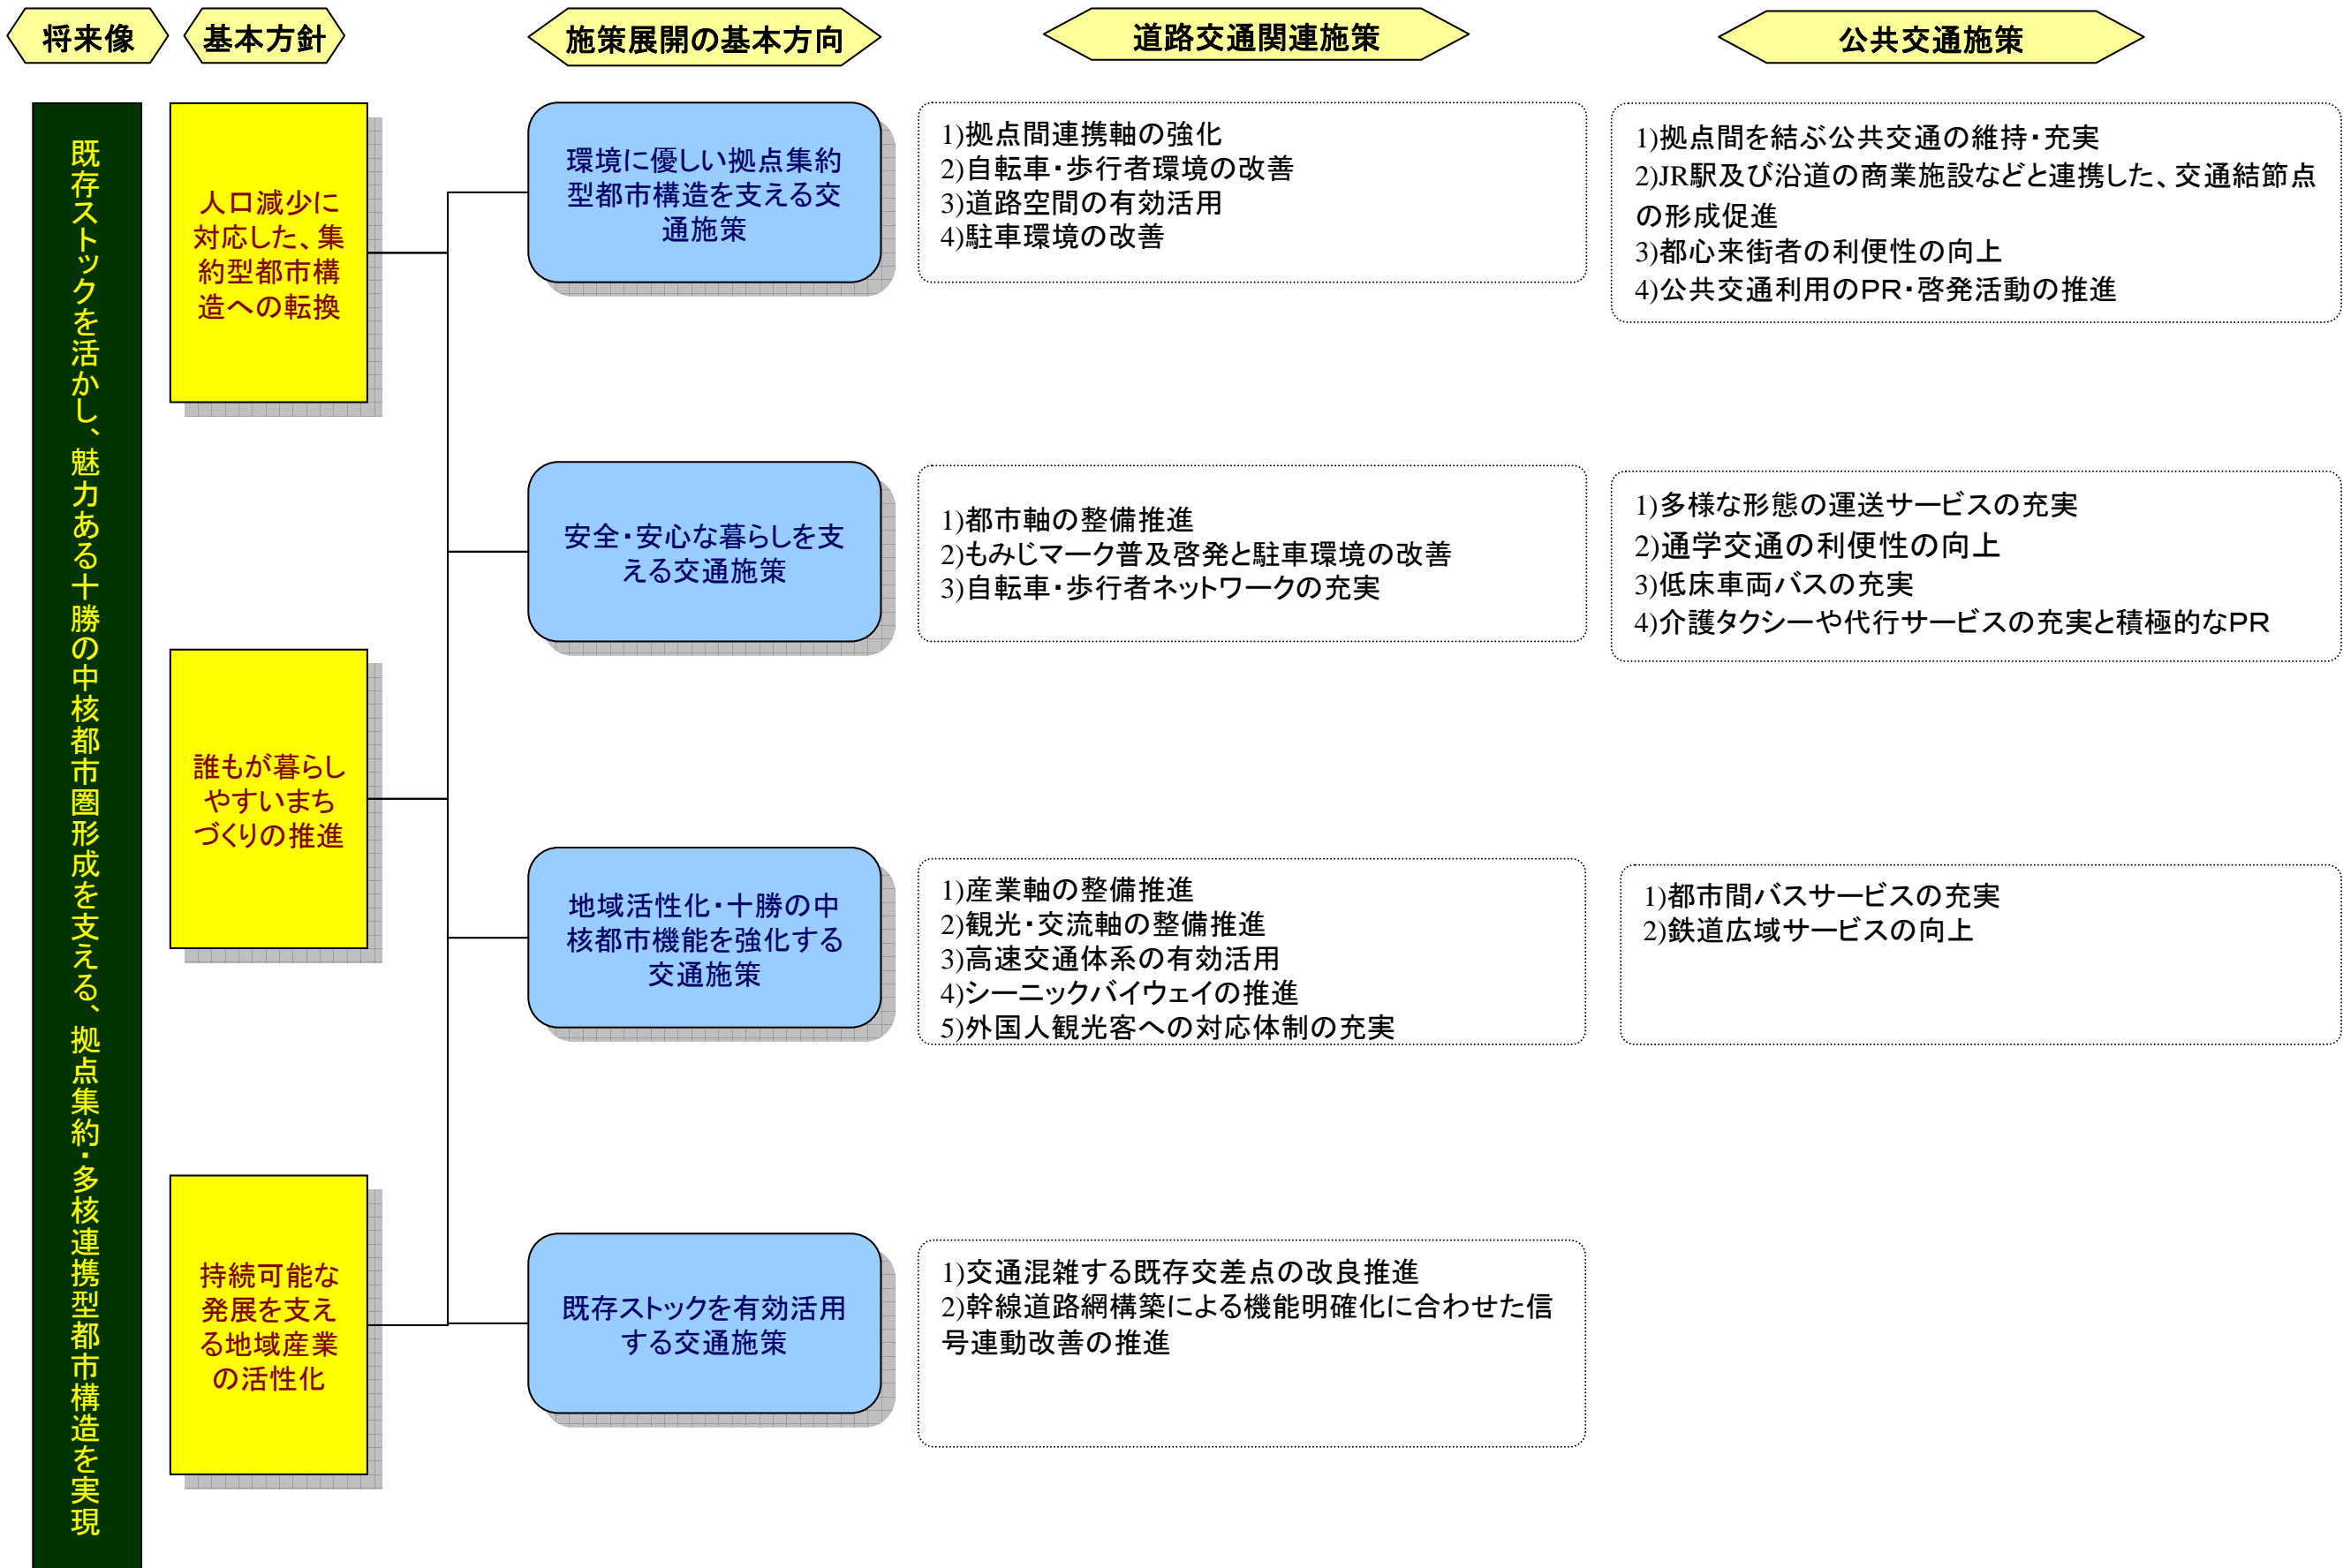 将来像
基本方針
施策展開の基本方向
道路交通関連施策
公共交通施策
既存ストックを活かし、魅力ある十勝の中核都市圏形成を支える、拠点集約・多核連携型都市構造を実現
人口減少に
対応した、集
約型都市構
造への転換
誰もが暮らし
やすいまち
づくりの推進
持続可能な
発展を支え
る地域産業
の活性化
環境に優しい拠点集約
型都市構造を支える交
通施策
1)拠点間連携軸の強化
2)自転車・歩行者環境の改善
3)道路空間の有効活用
4)駐車環境の改善
1)拠点間を結ぶ公共交通の維持・充実
2)JR駅及び沿道の商業施設などと連携した、交通結節点
の形成促進
3)都心来街者の利便性の向上
4)公共交通利用のPR・啓発活動の推進
安全・安心な暮らしを支
える交通施策
1)都市軸の整備推進
2)もみじマーク普及啓発と駐車環境の改善
3)自転車・歩行者ネットワークの充実
1)多様な形態の運送サービスの充実
2)通学交通の利便性の向上
3)低床車両バスの充実
4)介護タクシーや代行サービスの充実と積極的なPR
地域活性化・十勝の中
核都市機能を強化する
交通施策
1)産業軸の整備推進
2)観光・交流軸の整備推進
3)高速交通体系の有効活用
4)シーニックバイウェイの推進
5)外国人観光客への対応体制の充実
1)都市間バスサービスの充実
2)鉄道広域サービスの向上
既存ストックを有効活用
する交通施策
1)交通混雑する既存交差点の改良推進
2)幹線道路網構築による機能明確化に合わせた信
号連動改善の推進